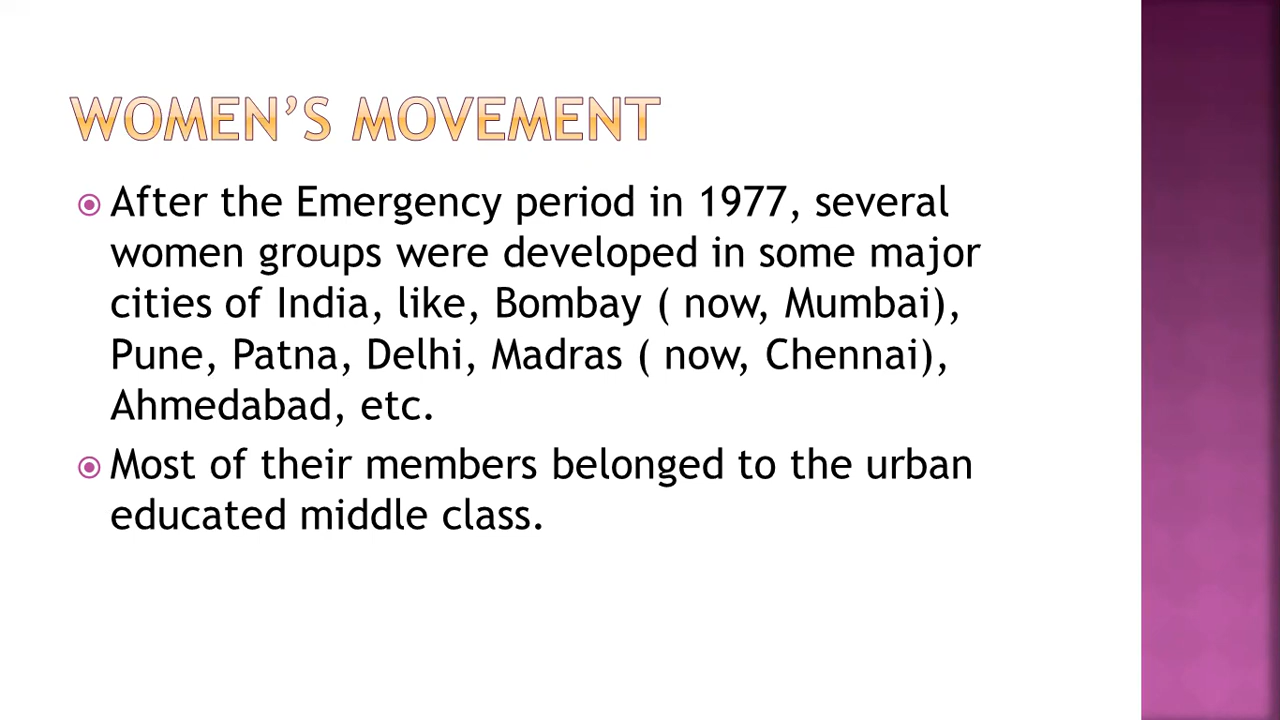 WOMEN’S MOVEMENT
After the Emergency period in 1977, several
women groups were developed in some major
cities of India, like, Bombay ( now, Mumbai),
Pune, Patna, Delhi, Madras ( now, Chennai),
Ahmedabad, etc.
Most of their members belonged to the urban
educated middle class.